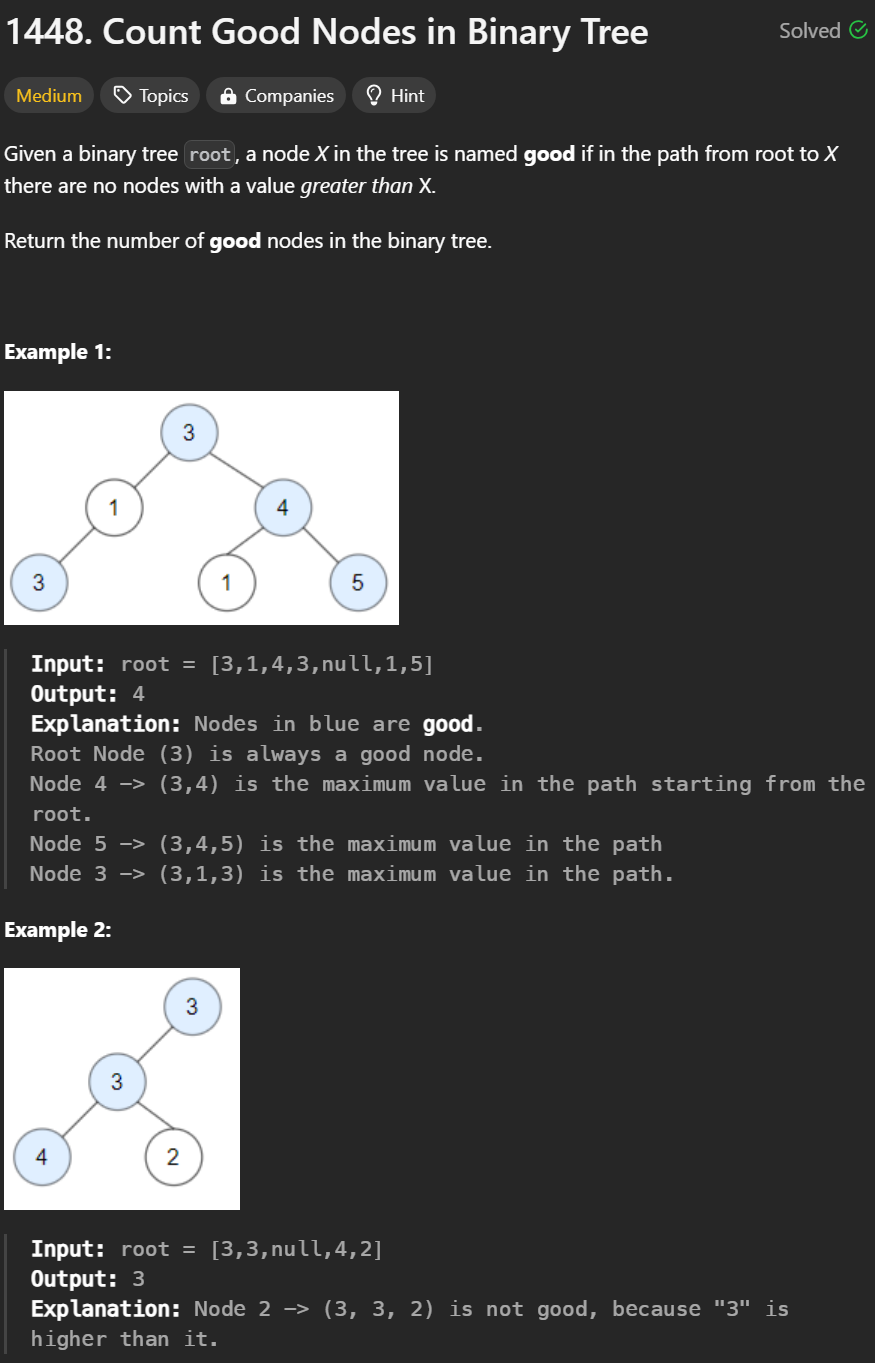 1448. Count Good Nodes in Binary Tree
Solved
Medium Topics Companies Hint
Given a binary tree root, a node X in the tree is named good if in the path from root to X
there are no nodes with a value greater than X.
Return the number of good nodes in the binary tree.
Example 1:
3
1 4
3 1 5
Input: root = [3,1,4,3,null,1,5]
Output: 4
Explanation: Nodes in blue are good.
Root Node (3) is always a good node.
Node 4 -> (3,4) is the maximum value in the path starting from the
root.
Node 5 -> (3,4,5) is the maximum value in the path
Node 3 -> (3,1,3) is the maximum value in the path.
Example 2:
3
3
4 2
Input: root = [3,3,null,4,2]
Output: 3
Explanation: Node 2 -> (3, 3, 2) is not good, because "3" is
higher than it.